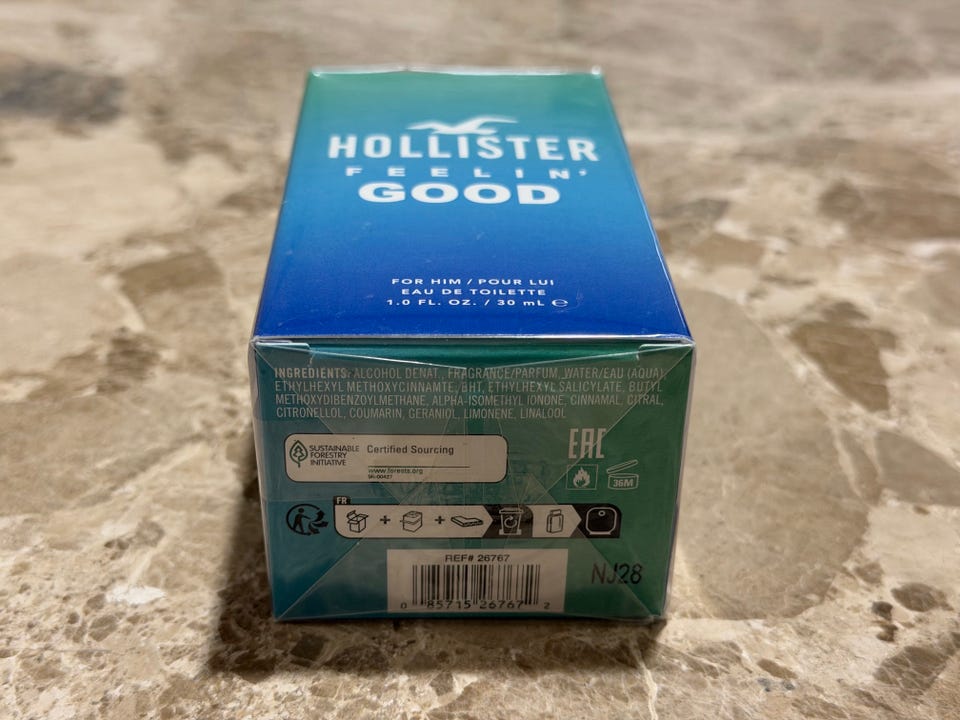 HOLLISTER
FEELIN'
GOOD
FOR HIM / POUR LUI
EAU DE TOILETTE
1.0 FL. OZ. / 30 mL ℮
INGREDIENTS: ALCOHOL DENAT., FRAGRANCE/PARFUM, WATER/EAU (AQUA),
ETHYLHEXYL METHOXYCINNAMTE, BHT, ETHYLHEXYL SALICYLATE, BUTYL
METHOXYDIBENZOYLMETHANE, ALPHA-ISOMETHYL IONONE, CINNAMAL, CITRAL,
CITRONELLOL, COUMARIN, GERANIOL, LIMONENE, LINALOOL
SUSTAINABLE
FORESTRY
INITIATIVE
Certified Sourcing
www.forests.org
SFI-00427
EAC
36M
FR
+ +
REF# 26767
0 85715 26767 2
NJ28